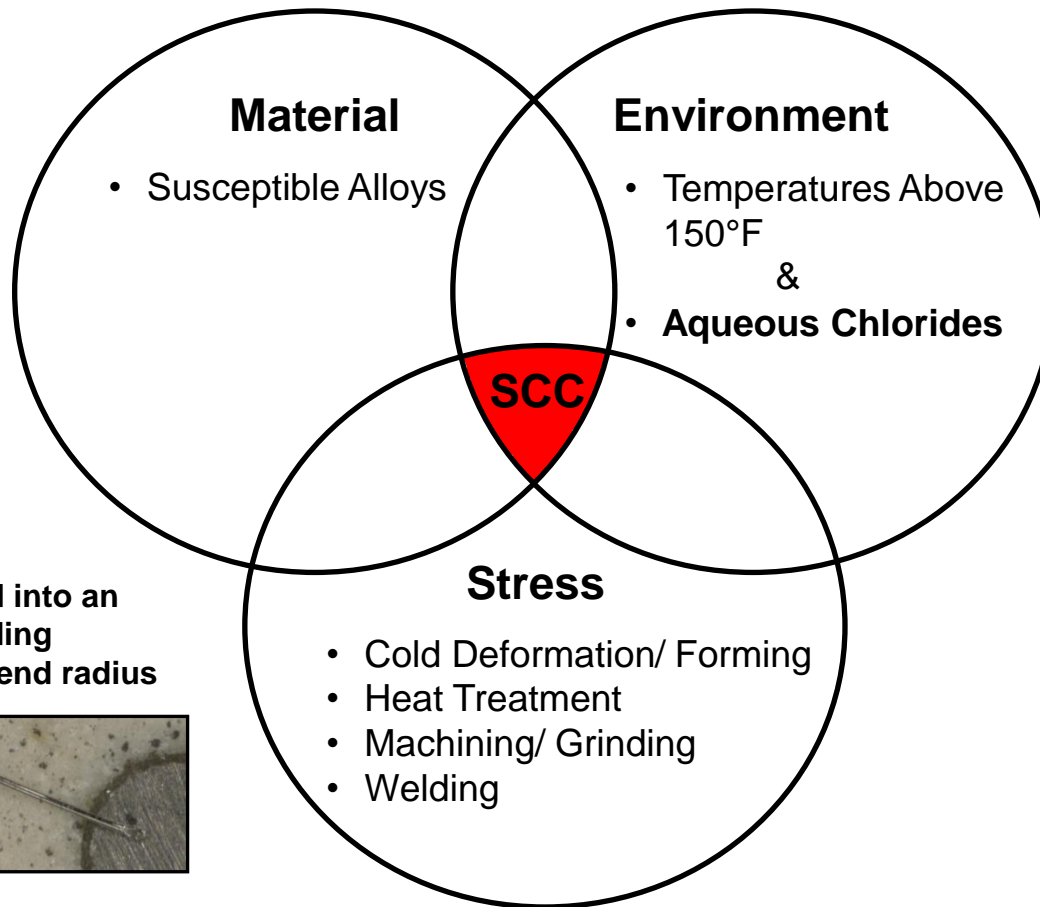 Material
• Susceptible Alloys
Environment
• Temperatures Above
150°F
&
• Aqueous Chlorides
SCC
Stress
• Cold Deformation/ Forming
• Heat Treatment
• Machining/ Grinding
• Welding
into an
end radius